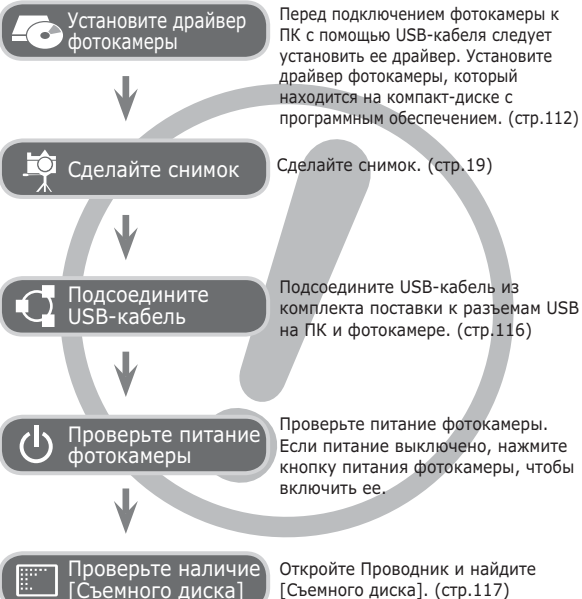 Установите драйвер
фотокамеры
Перед подключением фотокамеры к
ПК с помощью USB-кабеля следует
установить ее драйвер. Установите
драйвер фотокамеры, который
находится на компакт-диске с
программным обеспечением. (стр.112)
Сделайте снимок
Сделайте снимок. (стр.19)
Подсоедините
USB-кабель
Подсоедините USB-кабель из
комплекта поставки к разъемам USB
на ПК и фотокамере. (стр.116)
Проверьте питание
фотокамеры
Проверьте питание фотокамеры.
Если питание выключено, нажмите
кнопку питания фотокамеры, чтобы
включить ее.
Проверьте наличие
[Съемного диска]
Откройте Проводник и найдите
[Съемного диска]. (стр.117)